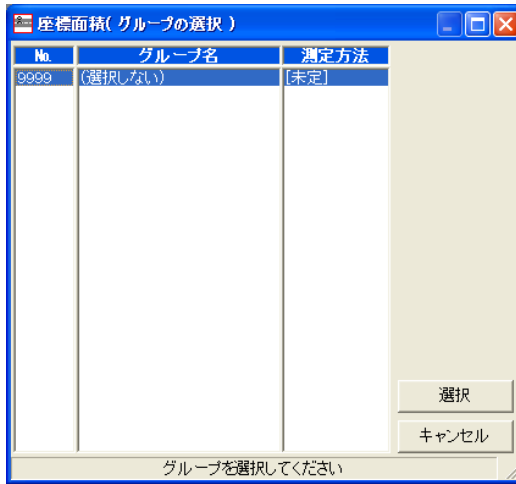 座標面積( グループの選択 )
No. グループ名 測定方法
9999 (選択しない) [未定]
選択
キャンセル
グループを選択してください